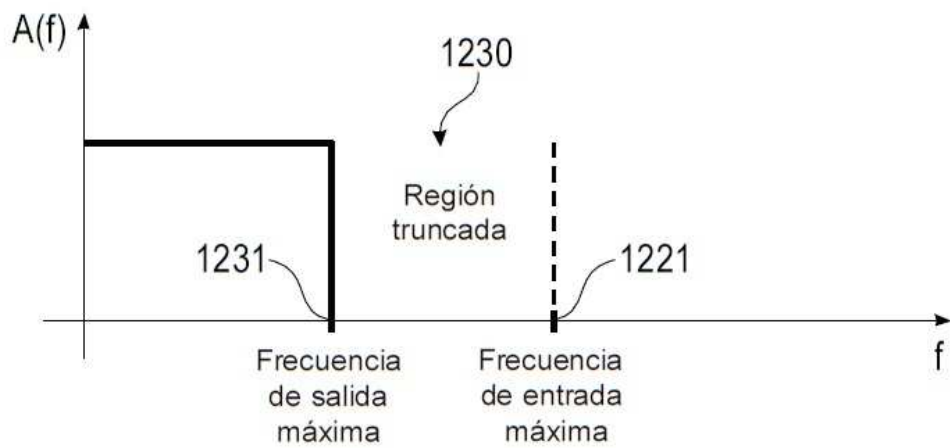 A(f)
1230
Región
truncada
1231
1221
f
Frecuencia
de salida
máxima
Frecuencia
de entrada
máxima